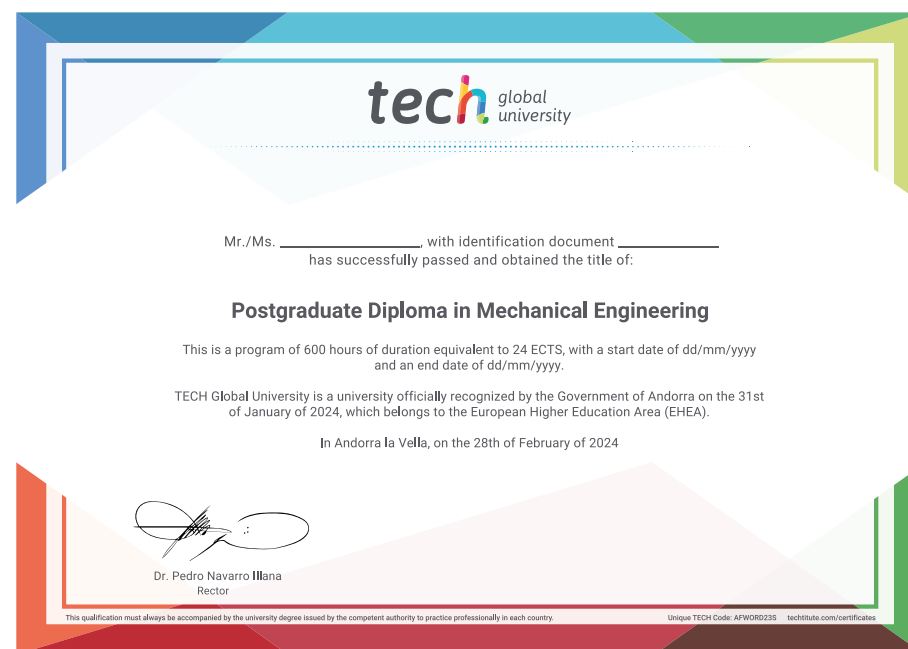 tech global university
Mr./Ms. ____________________, with identification document ______________
has successfully passed and obtained the title of:
Postgraduate Diploma in Mechanical Engineering
This is a program of 600 hours of duration equivalent to 24 ECTS, with a start date of dd/mm/yyyy
and an end date of dd/mm/yyyy.
TECH Global University is a university officially recognized by the Government of Andorra on the 31st
of January of 2024, which belongs to the European Higher Education Area (EHEA).
In Andorra la Vella, on the 28th of February of 2024
Dr. Pedro Navarro Illana
Rector
This qualification must always be accompanied by the university degree issued by the competent authority to practice professionally in each country.
Unique TECH Code: AFWORD23S techtitute.com/certificates